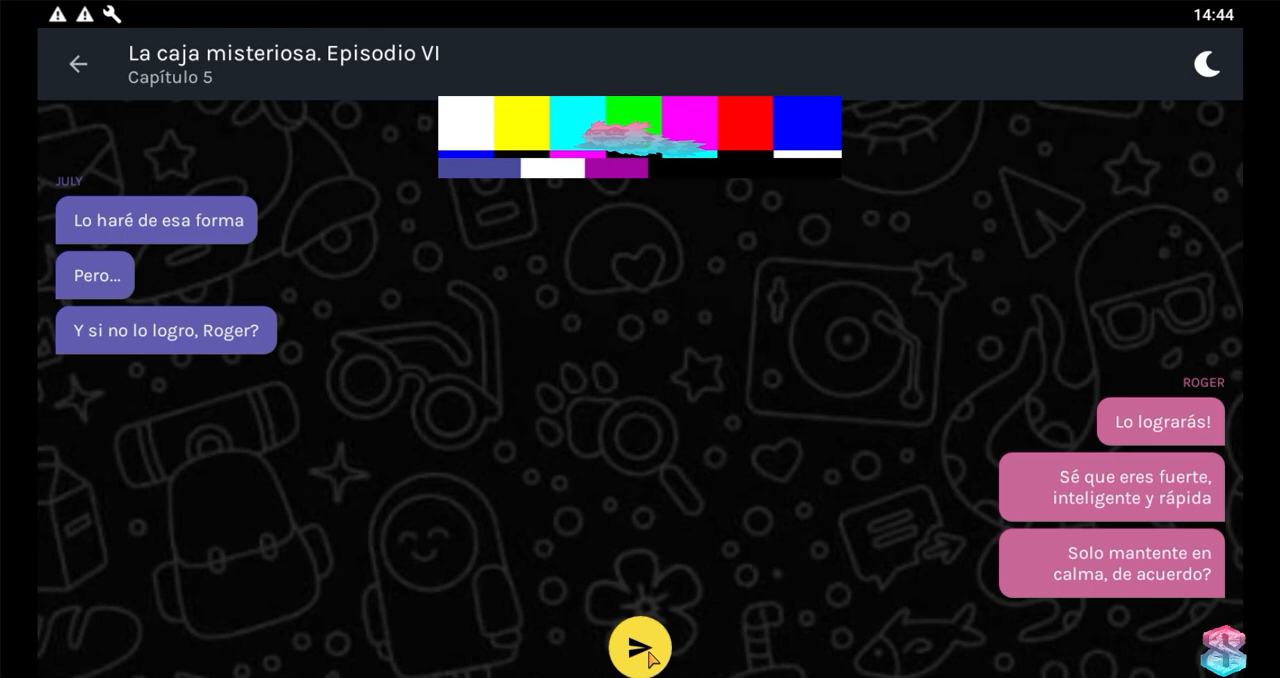 14:44
La caja misteriosa. Episodio VI
Capítulo 5
JULY
Lo haré de esa forma
Pero...
Y si no lo logro, Roger?
ROGER
Lo lograrás!
Sé que eres fuerte,
inteligente y rápida
Solo mantente en
calma, de acuerdo?